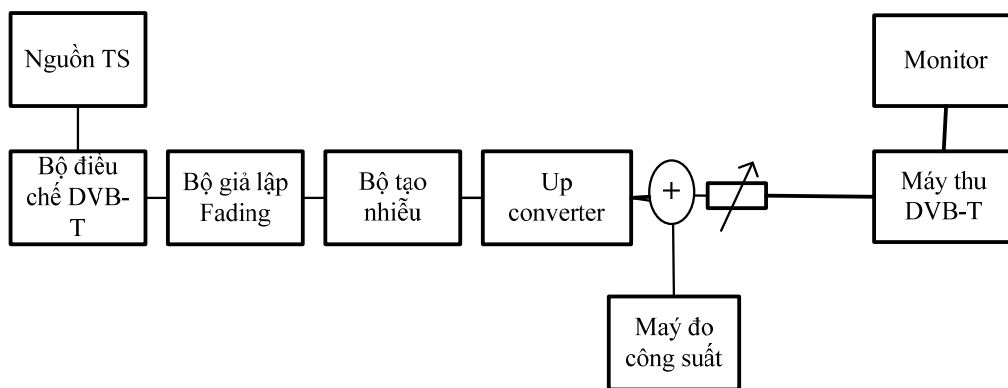 Nguồn TS
Monitor
Bộ điều
chế DVB-
T
Bộ giả lập
Fading
Bộ tạo
nhiễu
Up
converter
+
Máy thu
DVB-T
Maý đo
công suất